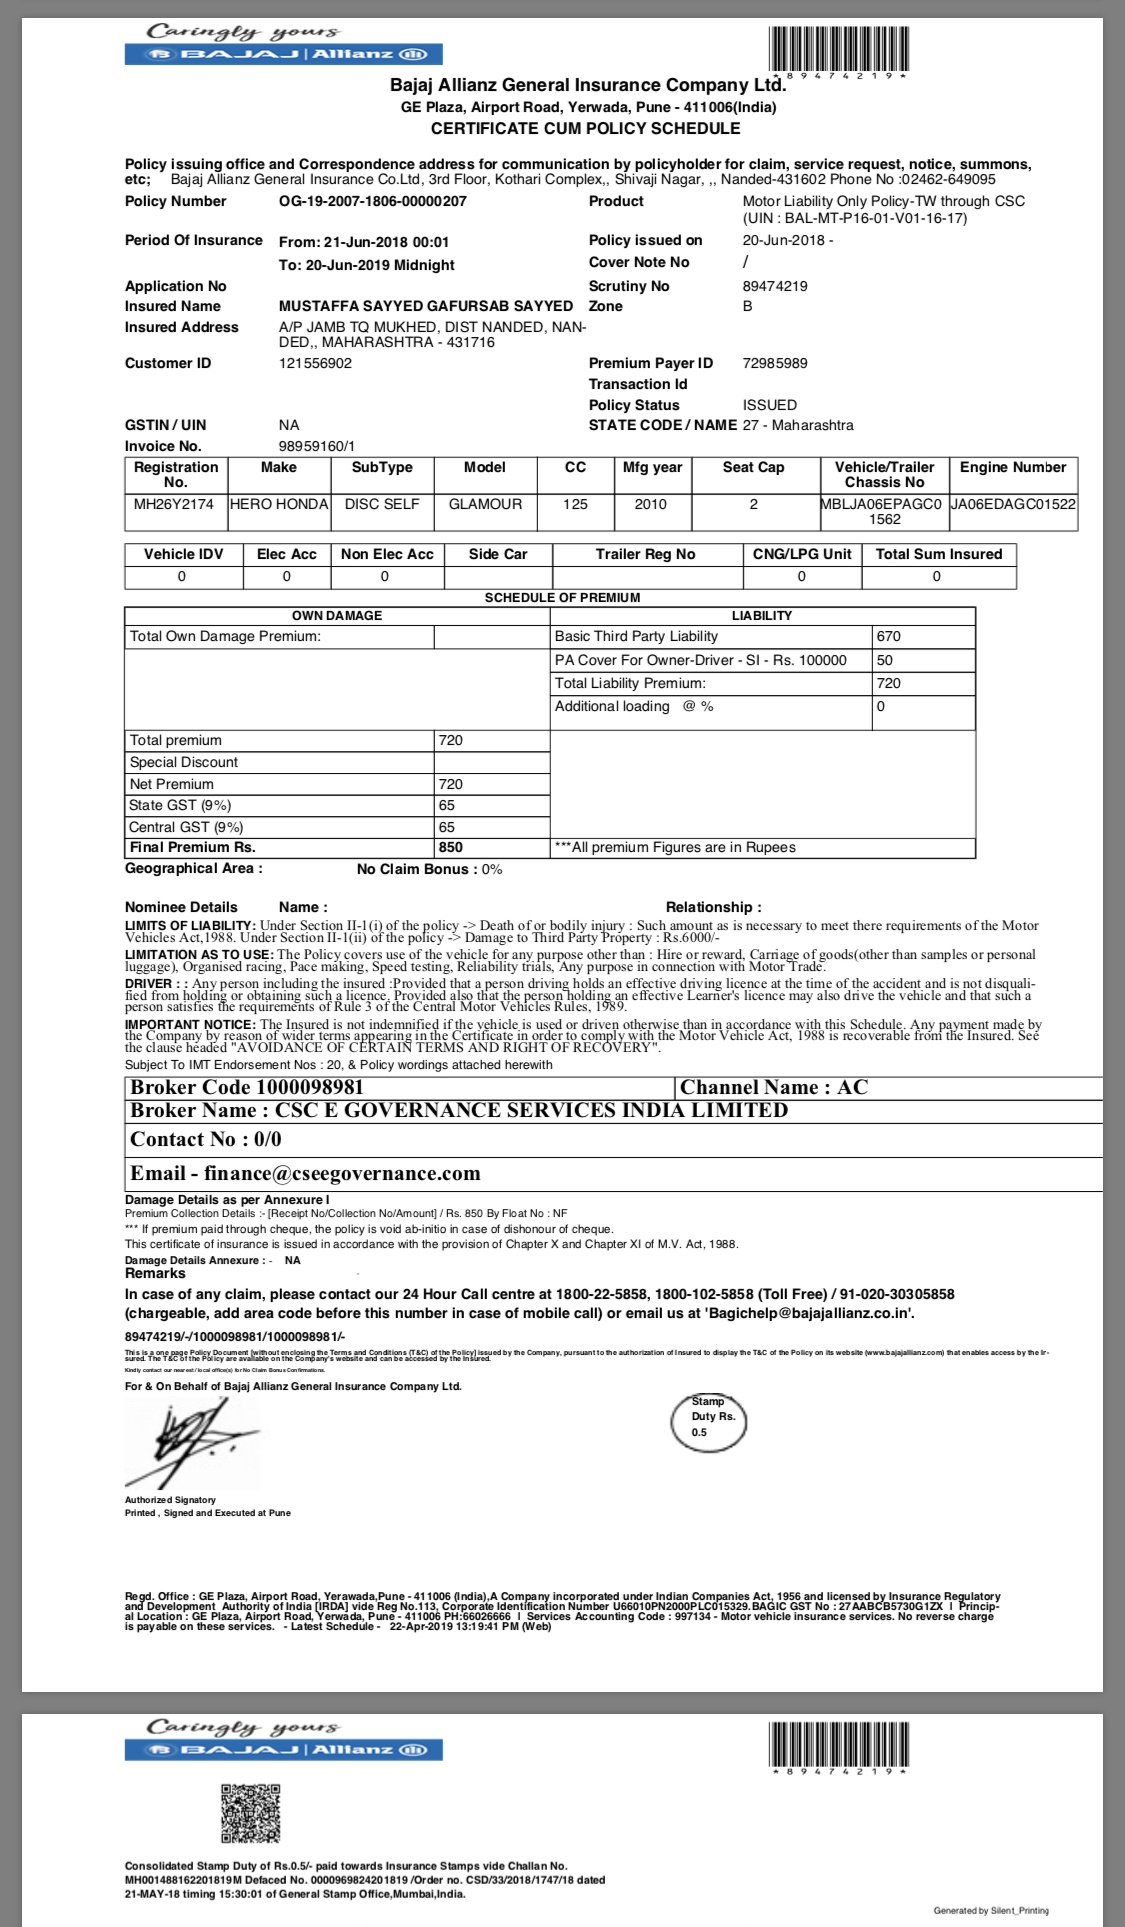 Caringly yours
BAJAJ | Allianz
*89474219*
Bajaj Allianz General Insurance Company Ltd.
GE Plaza, Airport Road, Yerwada, Pune - 411006(India)
CERTIFICATE CUM POLICY SCHEDULE
Policy issuing office and Correspondence address for communication by policyholder for claim, service request, notice, summons,
etc; Bajaj Allianz General Insurance Co.Ltd, 3rd Floor, Kothari Complex,, Shivaji Nagar, ,, Nanded-431602 Phone No :02462-649095
Policy Number OG-19-2007-1806-00000207 Product Motor Liability Only Policy-TW through CSC
(UIN : BAL-MT-P16-01-V01-16-17)
Period Of Insurance From: 21-Jun-2018 00:01 Policy issued on 20-Jun-2018 -
To: 20-Jun-2019 Midnight Cover Note No /
Application No Scrutiny No 89474219
Insured Name MUSTAFFA SAYYED GAFURSAB SAYYED Zone B
Insured Address A/P JAMB TQ MUKHED, DIST NANDED, NAN-
DED,, MAHARASHTRA - 431716
Customer ID 121556902 Premium Payer ID 72985989
Transaction Id
Policy Status ISSUED
GSTIN / UIN NA STATE CODE / NAME 27 - Maharashtra
Invoice No. 98959160/1
Registration No. Make SubType Model CC Mfg year Seat Cap Vehicle/Trailer Chassis No Engine Number
MH26Y2174 HERO HONDA DISC SELF GLAMOUR 125 2010 2 MBLJA06EPAGC0 JA06EDAGC01522
1562
Vehicle IDV Elec Acc Non Elec Acc Side Car Trailer Reg No CNG/LPG Unit Total Sum Insured
0 0 0 0 0
SCHEDULE OF PREMIUM
OWN DAMAGE LIABILITY
Total Own Damage Premium: Basic Third Party Liability 670
PA Cover For Owner-Driver - SI - Rs. 100000 50
Total Liability Premium: 720
Additional loading @ % 0
Total premium 720
Special Discount
Net Premium 720
State GST (9%) 65
Central GST (9%) 65
Final Premium Rs. 850 ***All premium Figures are in Rupees
Geographical Area : No Claim Bonus : 0%
Nominee Details Name : Relationship :
LIMITS OF LIABILITY: Under Section II-1(i) of the policy -> Death of or bodily injury : Such amount as is necessary to meet there requirements of the Motor
Vehicles Act,1988. Under Section II-1(ii) of the policy -> Damage to Third Party Property : Rs.6000/-
LIMITATION AS TO USE: The Policy covers use of the vehicle for any purpose other than : Hire or reward, Carriage of goods(other than samples or personal
luggage), Organised racing, Pace making, Speed testing, Reliability trials, Any purpose in connection with Motor Trade.
DRIVER : : Any person including the insured :Provided that a person driving holds an effective driving licence at the time of the accident and is not disquali-
fied from holding or obtaining such a licence. Provided also that the person holding an effective Learner's licence may also drive the vehicle and that such a
person satisfies the requirements of Rule 3 of the Central Motor Vehicles Rules, 1989.
IMPORTANT NOTICE: The Insured is not indemnified if the vehicle is used or driven otherwise than in accordance with this Schedule. Any payment made by
the Company by reason of wider terms appearing in the Certificate in order to comply with the Motor Vehicle Act, 1988 is recoverable from the Insured. See
the clause headed "AVOIDANCE OF CERTAIN TERMS AND RIGHT OF RECOVERY".
Subject To IMT Endorsement Nos : 20, & Policy wordings attached herewith
Broker Code 1000098981 Channel Name : AC
Broker Name : CSC E GOVERNANCE SERVICES INDIA LIMITED
Contact No : 0/0
Email - finance@cseegovernance.com
Damage Details as per Annexure I
Premium Collection Details :- [Receipt No/Collection No/Amount] / Rs. 850 By Float No : NF
*** If premium paid through cheque, the policy is void ab-initio in case of dishonour of cheque.
This certificate of insurance is issued in accordance with the provision of Chapter X and Chapter XI of M.V. Act, 1988.
Damage Details Annexure : - NA
Remarks .
In case of any claim, please contact our 24 Hour Call centre at 1800-22-5858, 1800-102-5858 (Toll Free) / 91-020-30305858
(chargeable, add area code before this number in case of mobile call) or email us at 'Bagichelp@bajajallianz.co.in'.
89474219/-/1000098981/1000098981/-
This is a one page Policy Document [without enclosing the Terms and Conditions (T&C) of the Policy] issued by the Company, pursuant to the authorization of Insured to display the T&C of the Policy on its website (www.bajajallianz.com) that enables access by the Ir-
sured. The T&C of the Policy are available on the Company's website and can be accessed by the Insured.
Kindly contact our nearest / local office(s) for No Claim Bonus Confirmations.
For & On Behalf of Bajaj Allianz General Insurance Company Ltd.
Stamp
Duty Rs.
0.5
Authorized Signatory
Printed , Signed and Executed at Pune
Regd. Office : GE Plaza, Airport Road, Yerawada,Pune - 411006 (India),A Company incorporated under Indian Companies Act, 1956 and licensed by Insurance Regulatory
and Development Authority of India [IRDA] vide Reg No.113, Corporate Identification Number U66010PN2000PLC015329.BAGIC GST No : 27AABCB5730G1ZX | Princip-
al Location : GE Plaza, Airport Road, Yerwada, Pune - 411006 PH:66026666 | Services Accounting Code : 997134 - Motor vehicle insurance services. No reverse charge
is payable on these services. - Latest Schedule - 22-Apr-2019 13:19:41 PM (Web)
Caringly yours
BAJAJ | Allianz
*89474219*
Consolidated Stamp Duty of Rs.0.5/- paid towards Insurance Stamps vide Challan No.
MH001488162201819M Defaced No. 0000969824201819 /Order no. CSD/33/2018/1747/18 dated
21-MAY-18 timing 15:30:01 of General Stamp Office,Mumbai,India.
Generated by Silent_Printing